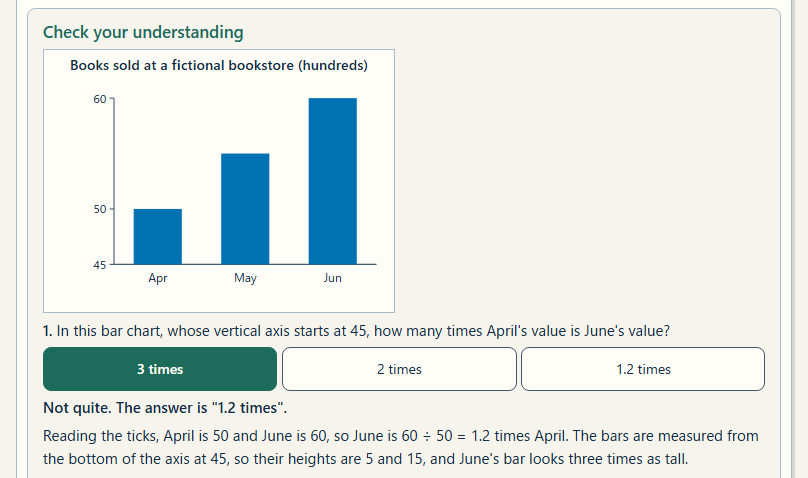 Check your understanding
Books sold at a fictional bookstore (hundreds)
60
50
45
Apr May Jun
1. In this bar chart, whose vertical axis starts at 45, how many times April's value is June's value?
3 times 2 times 1.2 times
Not quite. The answer is "1.2 times".
Reading the ticks, April is 50 and June is 60, so June is 60 ÷ 50 = 1.2 times April. The bars are measured from
the bottom of the axis at 45, so their heights are 5 and 15, and June's bar looks three times as tall.